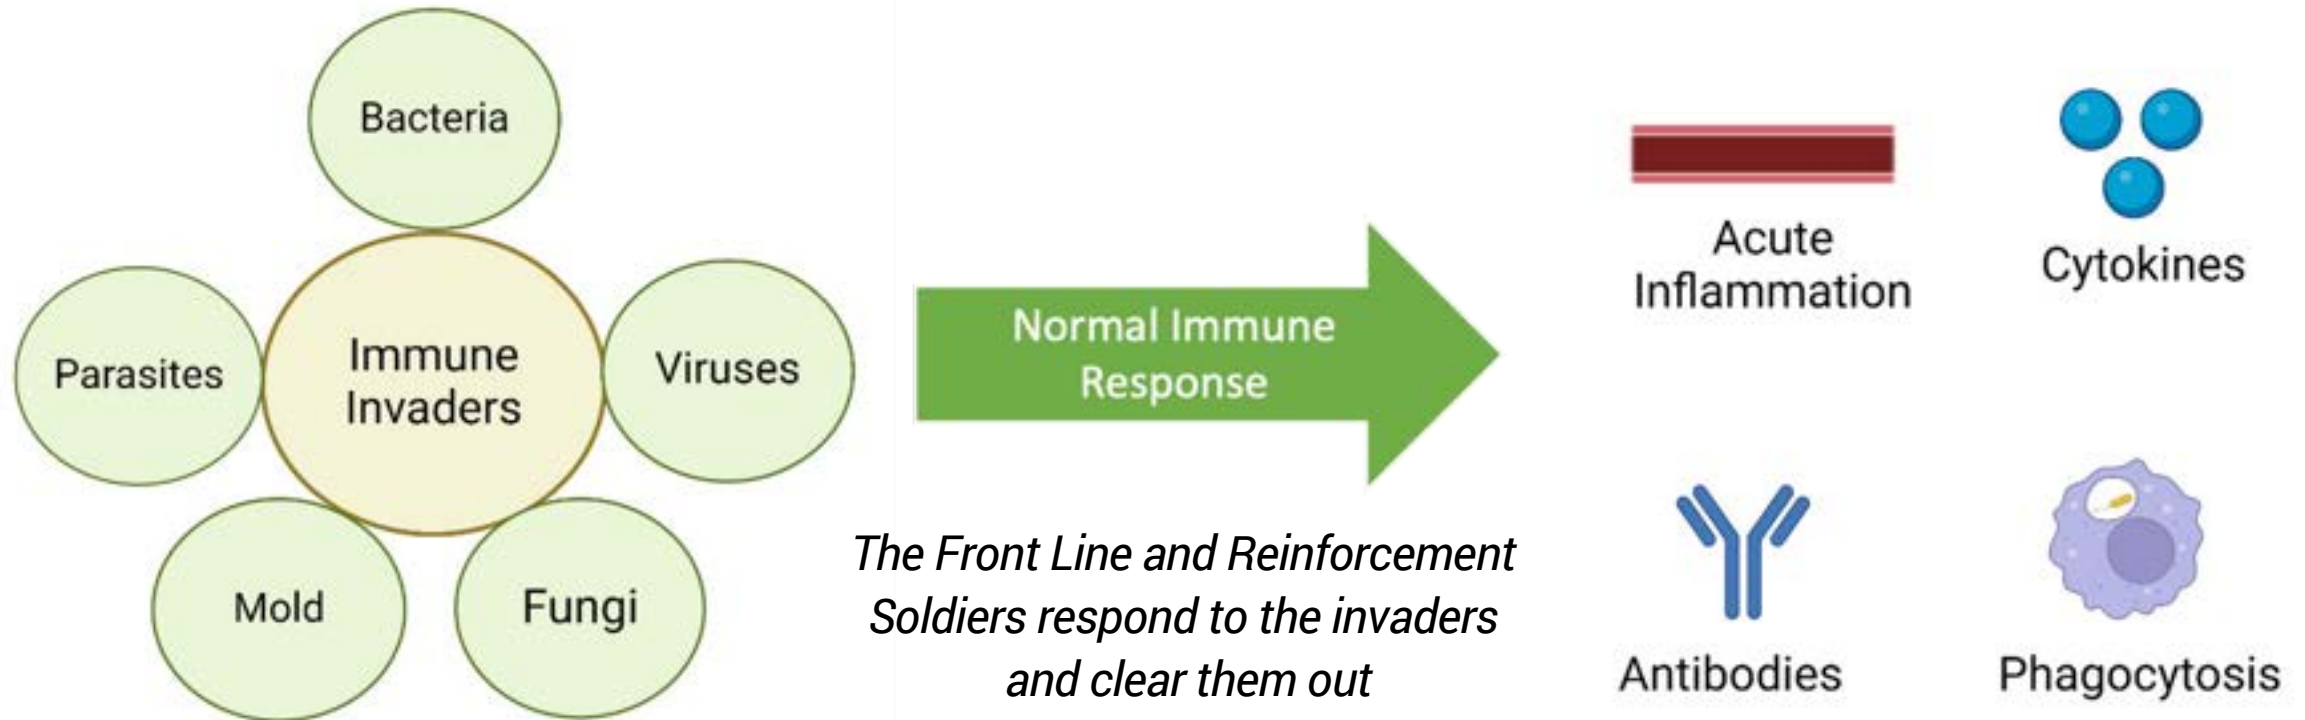 Bacteria
Parasites
Immune
Invaders
Viruses
Mold
Fungi
Normal Immune
Response
The Front Line and Reinforcement
Soldiers respond to the invaders
and clear them out
Acute
Inflammation
Cytokines
Antibodies
Phagocytosis